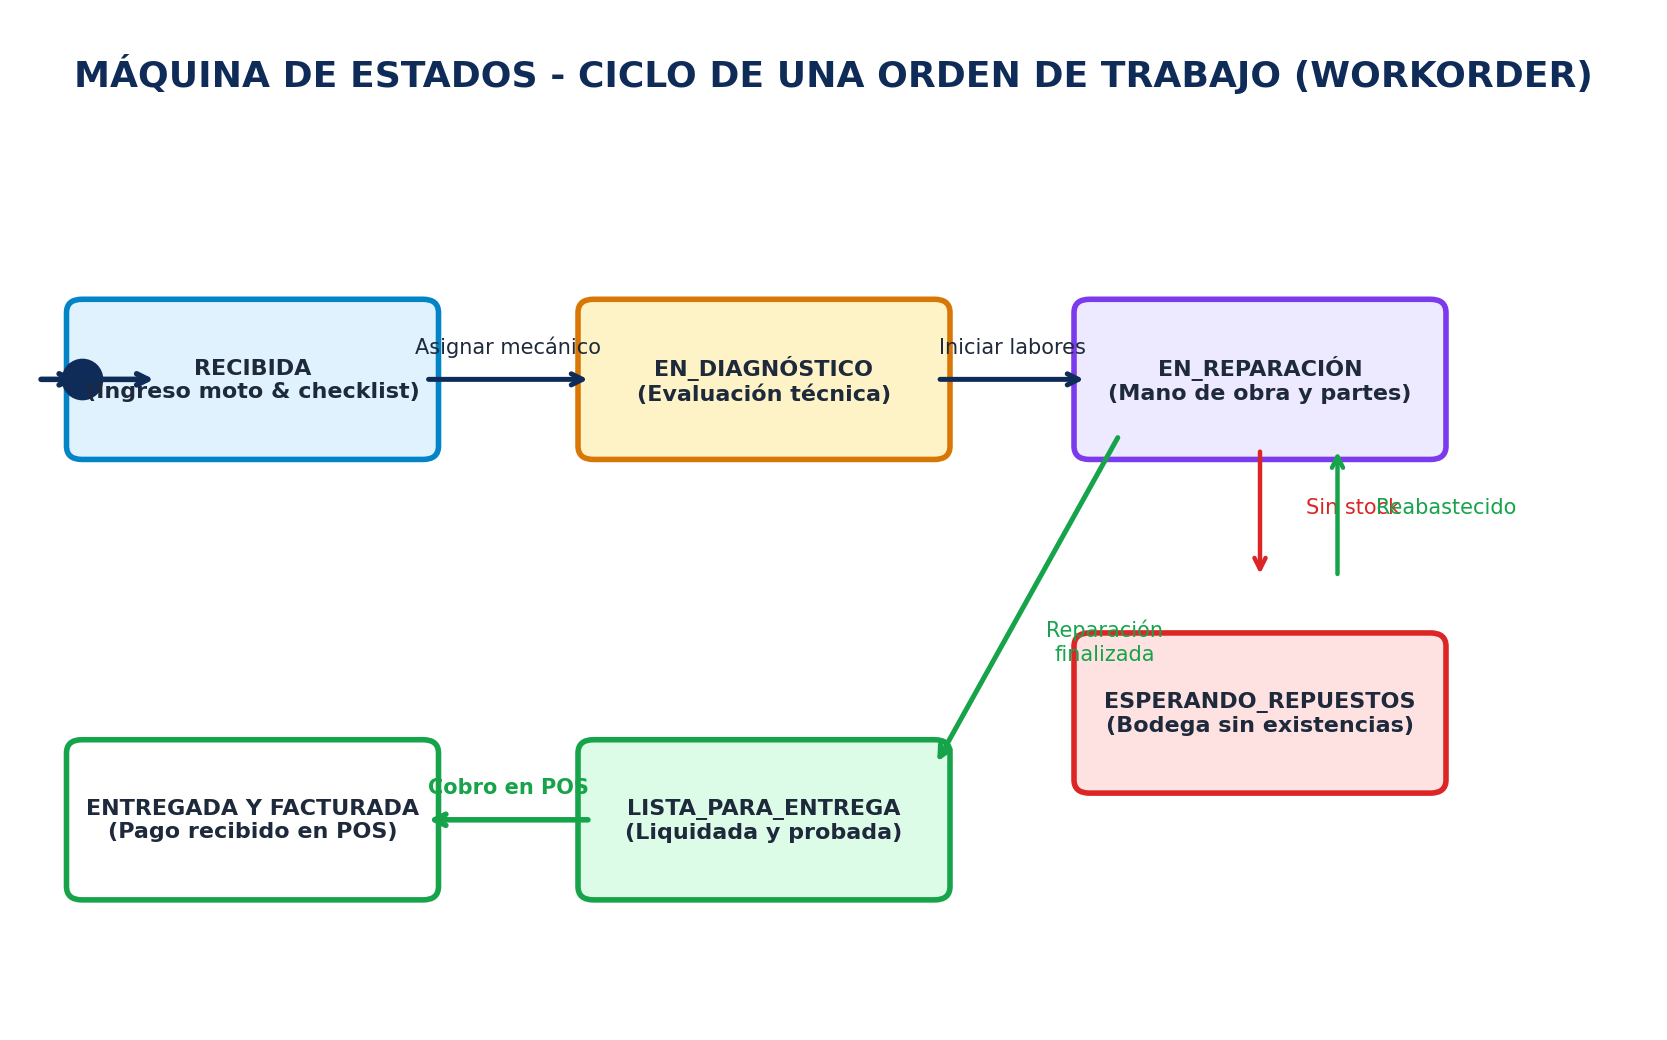 MÁQUINA DE ESTADOS - CICLO DE UNA ORDEN DE TRABAJO (WORKORDER)
RECIBIDA
(Ingreso moto & checklist)
Asignar mecánico
EN_DIAGNÓSTICO
(Evaluación técnica)
Iniciar labores
EN_REPARACIÓN
(Mano de obra y partes)
Sin stock
Reabastecido
Reparación
finalizada
ESPERANDO_REPUESTOS
(Bodega sin existencias)
ENTREGADA Y FACTURADA
(Pago recibido en POS)
Cobro en POS
LISTA_PARA_ENTREGA
(Liquidada y probada)